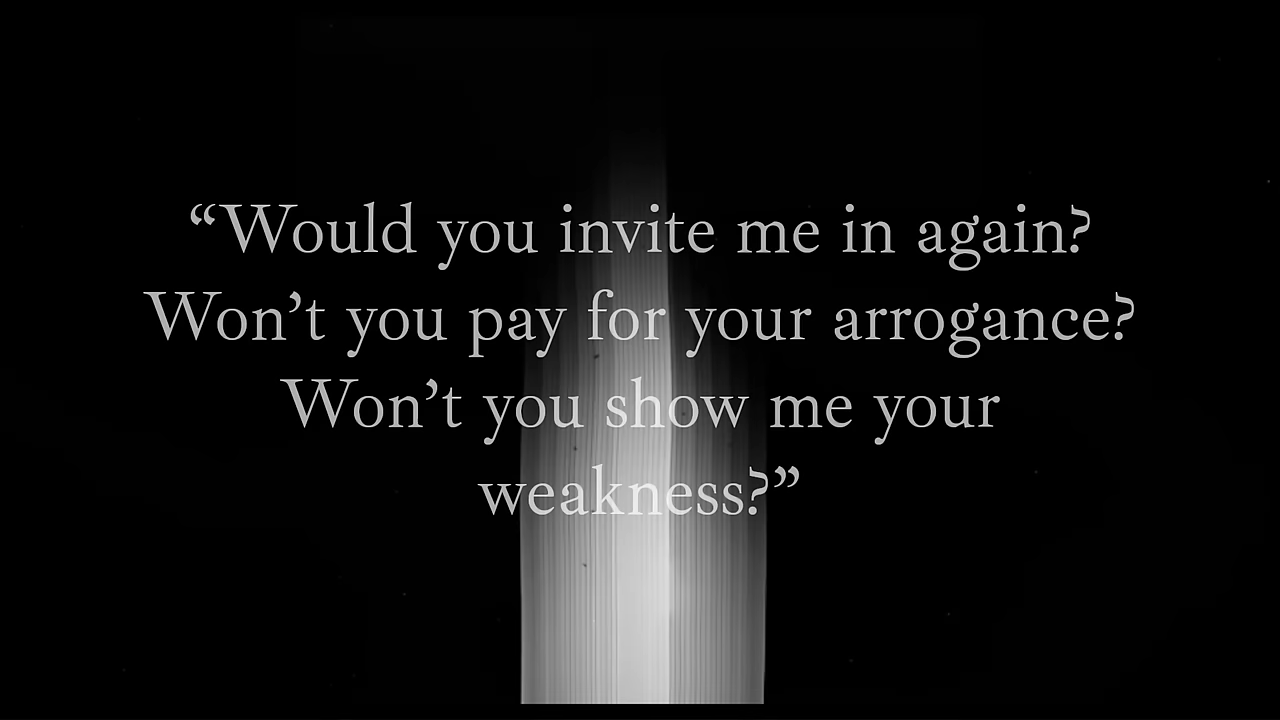 “Would you invite me in again?
Won’t you pay for your arrogance?
Won’t you show me your
weakness?”